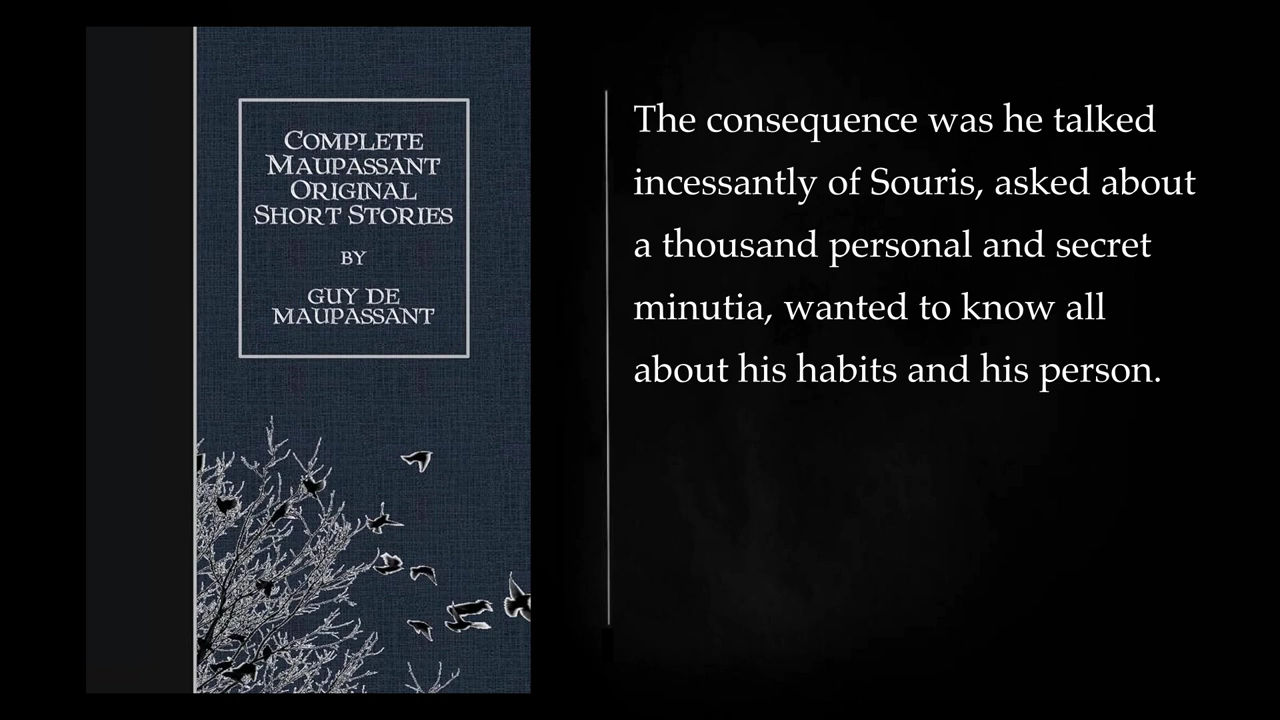 COMPLETE
MAUPASSANT
ORIGINAL
SHORT STORIES
BY
GUY DE
MAUPASSANT
The consequence was he talked
incessantly of Souris, asked about
a thousand personal and secret
minutia, wanted to know all
about his habits and his person.